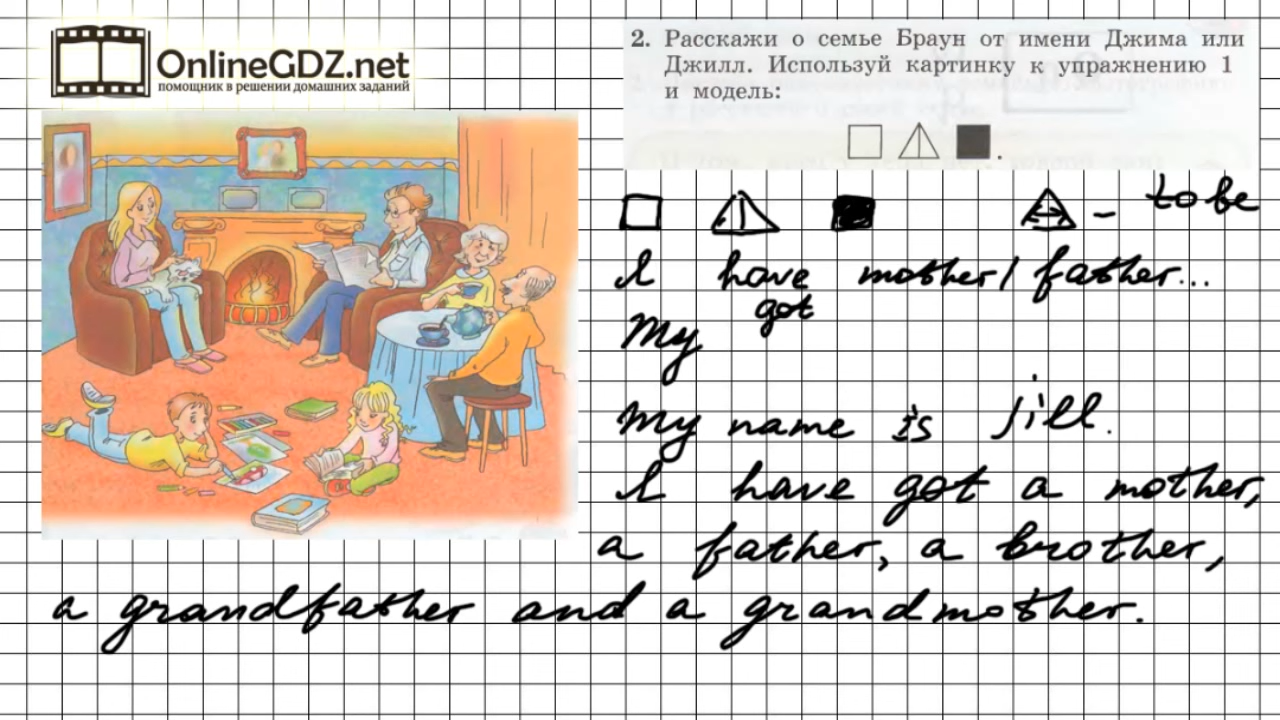 OnlineGDZ.net
помощник в решении домашних заданий
2. Расскажи о семье Браун от имени Джима или
Джилл. Используй картинку к упражнению 1
и модель:
- to be
I have mother/father...
got
My
My name is Jill.
I have got a mother,
a father, a brother,
a grandfather and a grandmother.